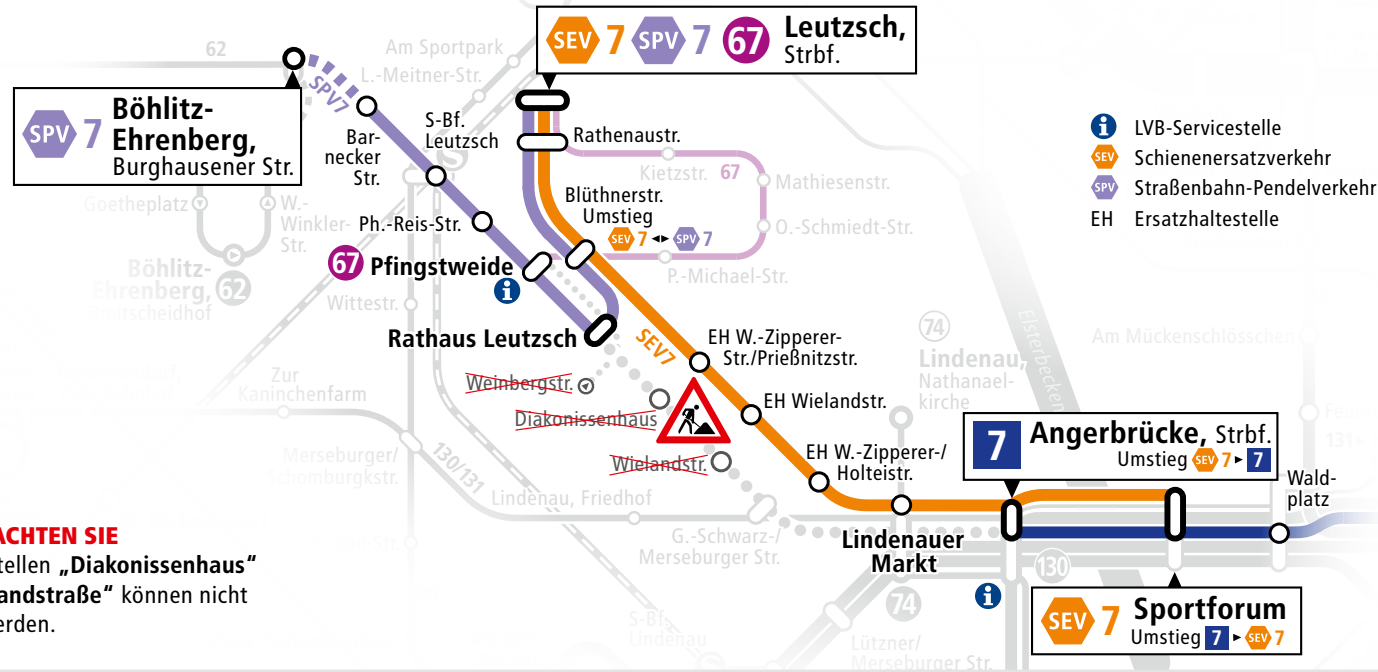 62
Am Sportpark
L.-Meitner-Str.
SEV 7 SPV 7 67 Leutzsch,
Strbf.
SPV 7 Böhlitz-
Ehrenberg,
Burghausener Str.
SPV7
Bar-
necker
Str.
S-Bf.
Leutzsch
Rathenaustr.
Kietzstr. 67
Mathiesenstr.
O.-Schmiedt-Str.
P.-Michael-Str.
Blüthnerstr.
Umstieg
SEV 7 SPV 7
i LVB-Servicestelle
SEV Schienenersatzverkehr
SPV Straßenbahn-Pendelverkehr
EH Ersatzhaltestelle
Goetheplatz
W.-
Winkler-
Str.
Ph.-Reis-Str.
67 Pfingstweide
i
Böhlitz-
Ehrenberg, 62
Wittestr.
Rathaus Leutzsch
SEV7
EH W.-Zipperer-
Str./Prießnitzstr.
74
Lindenau,
Nathanael-
kirche
Elsterbecken
Am Mückenschlösschen
Zur
Kaninchenfarm
Weinbergstr.
Diakonissenhaus
Wielandstr.
EH Wielandstr.
EH W.-Zipperer-/
Holteistr.
7 Angerbrücke, Strbf.
Umstieg SEV 7 7
Wald-
platz
131
Merseburger/
Schomburgkstr.
130/131
Lindenau, Friedhof
G.-Schwarz-/
Merseburger Str.
Lindenauer
Markt
130
i
74
S-Bf.
Lindenau
Lützner/
Merseburger Str.
SEV 7 Sportforum
Umstieg 7 SEV 7
ACHTEN SIE
tellen „Diakonissenhaus“
landstraße“ können nicht
erden.